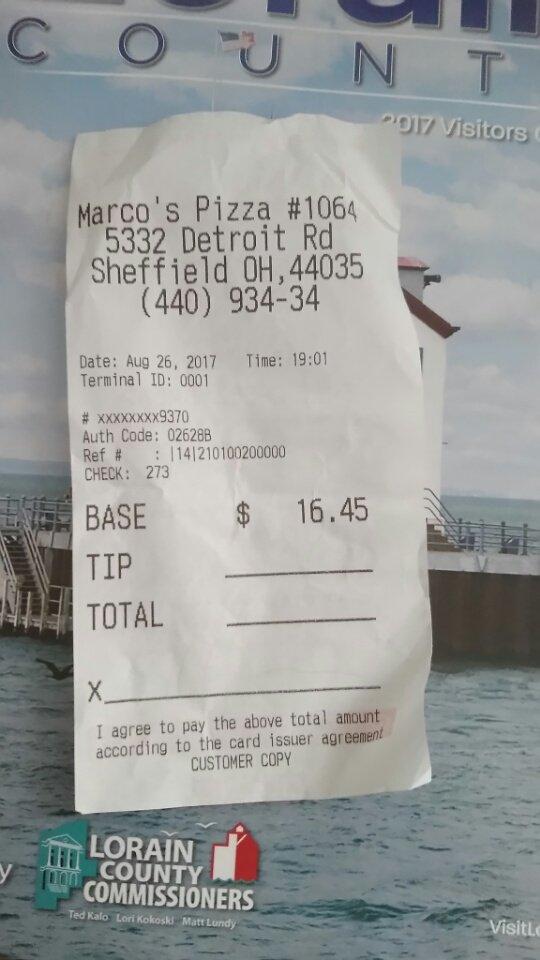 COUNT
2017 Visitors
Marco's Pizza #1064
5332 Detroit Rd
Sheffield OH,44035
(440) 934-34
Date: Aug 26, 2017 Time: 19:01
Terminal ID: 0001
# xxxxxxxx9370
Auth Code: 02628B
Ref # : |14|210100200000
CHECK: 273
BASE $ 16.45
TIP
TOTAL
X
I agree to pay the above total amount
according to the card issuer agreement
CUSTOMER COPY
LORAIN
COUNTY
COMMISSIONERS
Ted Kalo Lori Kokoski Matt Lundy